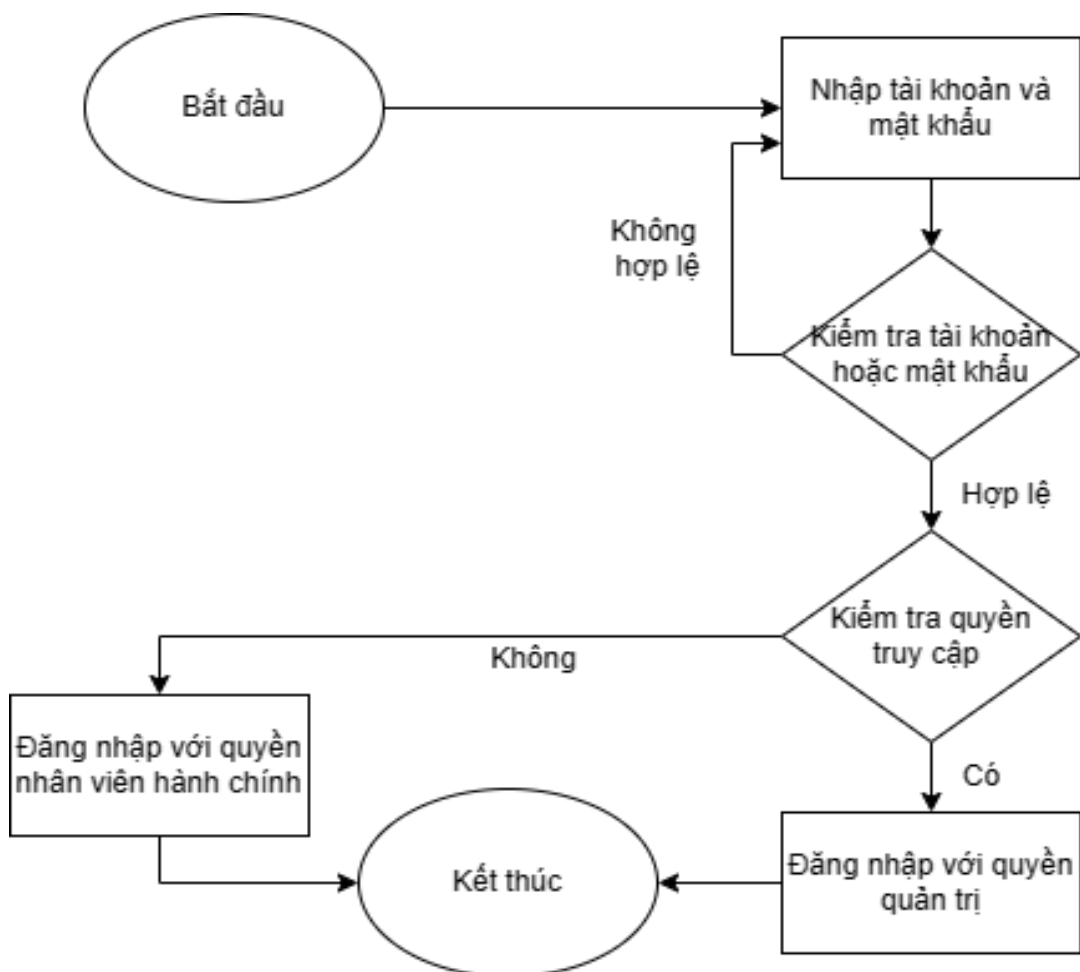 Bắt đầu
Nhập tài khoản và
mật khẩu
Không
hợp lệ
Kiểm tra tài khoản
hoặc mật khẩu
Hợp lệ
Kiểm tra quyền
truy cập
Không
Đăng nhập với quyền
nhân viên hành chính
Có
Kết thúc
Đăng nhập với quyền
quản trị